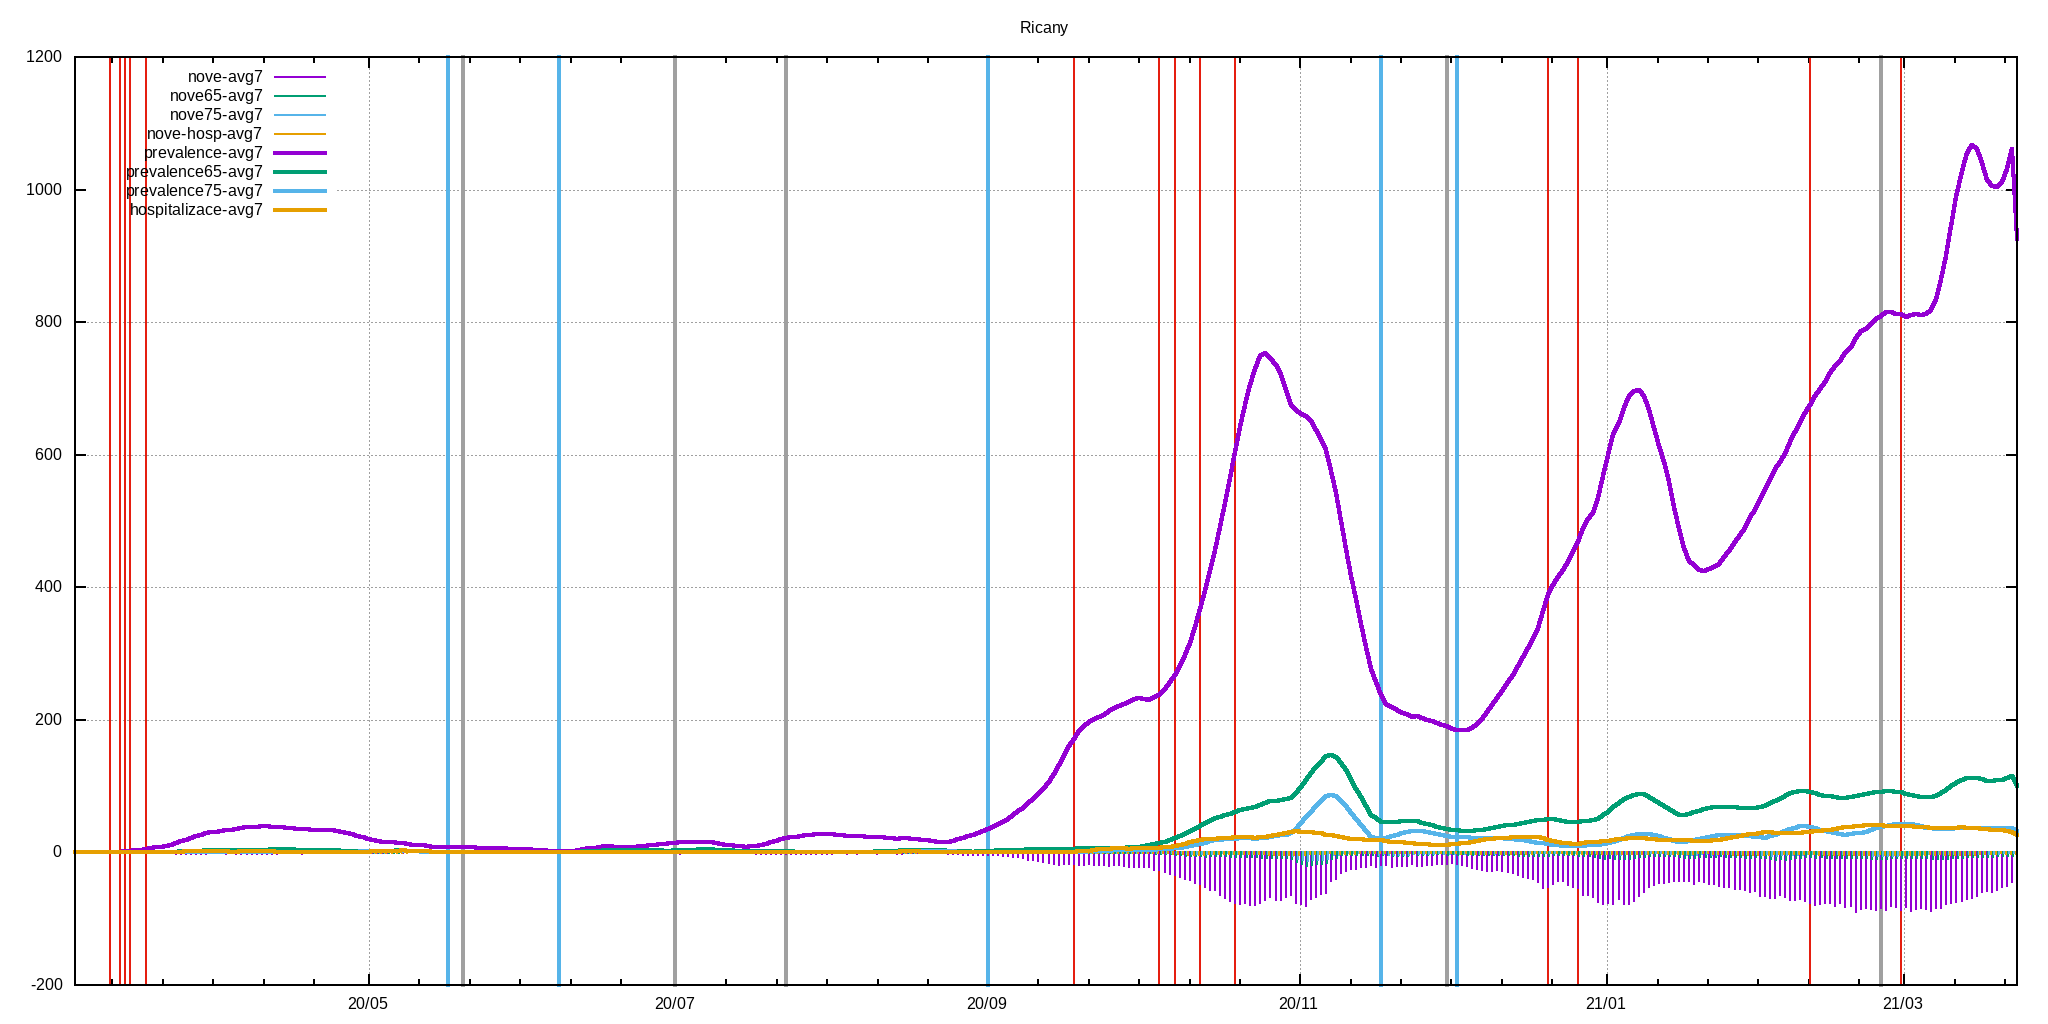 Ricany
1200
1000
800
600
400
200
0
-200
nove-avg7
nove65-avg7
nove75-avg7
nove-hosp-avg7
prevalence-avg7
prevalence65-avg7
prevalence75-avg7
hospitalizace-avg7
20/05 20/07 20/09 20/11 21/01 21/03